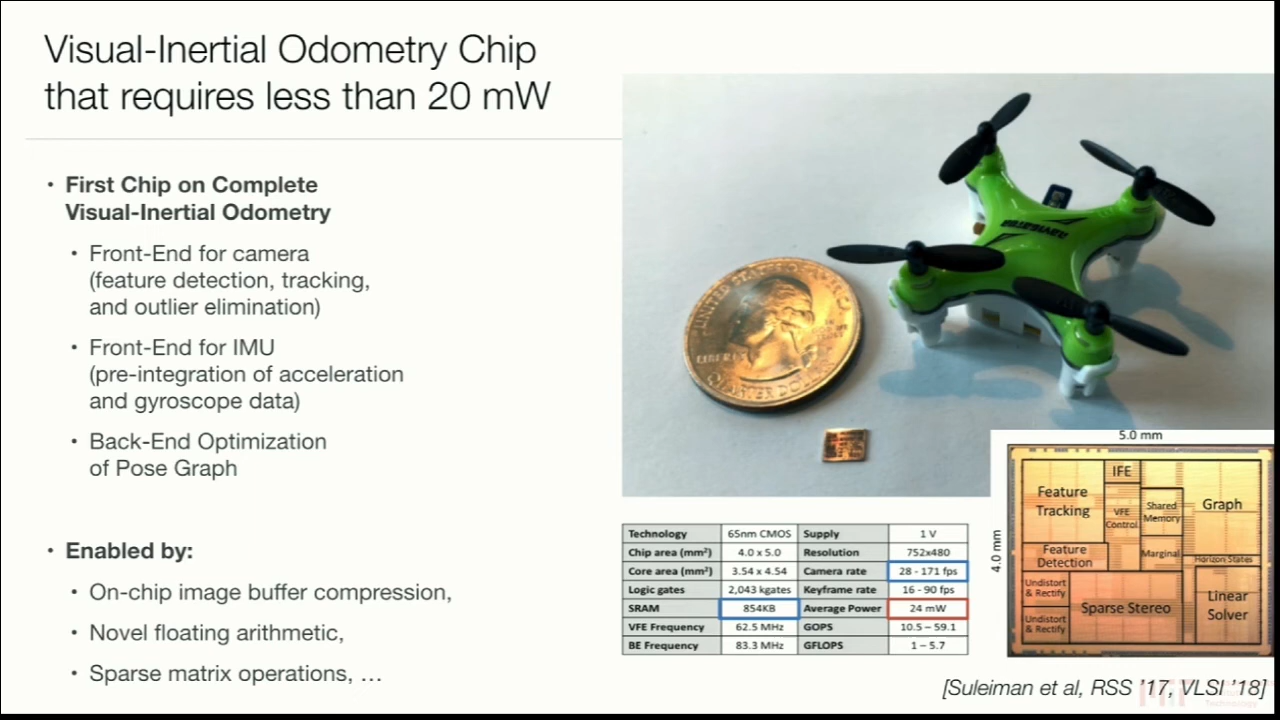 Visual-Inertial Odometry Chip
that requires less than 20 mW
• First Chip on Complete
Visual-Inertial Odometry
• Front-End for camera
(feature detection, tracking,
and outlier elimination)
• Front-End for IMU
(pre-integration of acceleration
and gyroscope data)
• Back-End Optimization
of Pose Graph
• Enabled by:
• On-chip image buffer compression,
• Novel floating arithmetic,
• Sparse matrix operations, …
UNITED STATES OF
LIBERTY
QUARTER DOLLAR
Technology 65nm CMOS Supply 1 V
Chip area (mm²) 4.0 x 5.0 Resolution 752x480
Core area (mm²) 3.54 x 4.54 Camera rate 28 - 171 fps
Logic gates 2,043 kgates Keyframe rate 16 - 90 fps
SRAM 854KB Average Power 24 mW
VFE Frequency 62.5 MHz GOPS 10.5 – 59.1
BE Frequency 83.3 MHz GFLOPS 1 – 5.7
5.0 mm
4.0 mm
IFE
Feature
Tracking
VFE
Control
Shared
Memory
Graph
Feature
Detection
Marginal
Horizon States
Undistort
& Rectify
Sparse Stereo
Linear
Solver
Undistort
& Rectify
[Suleiman et al, RSS '17, VLSI '18]
Technology